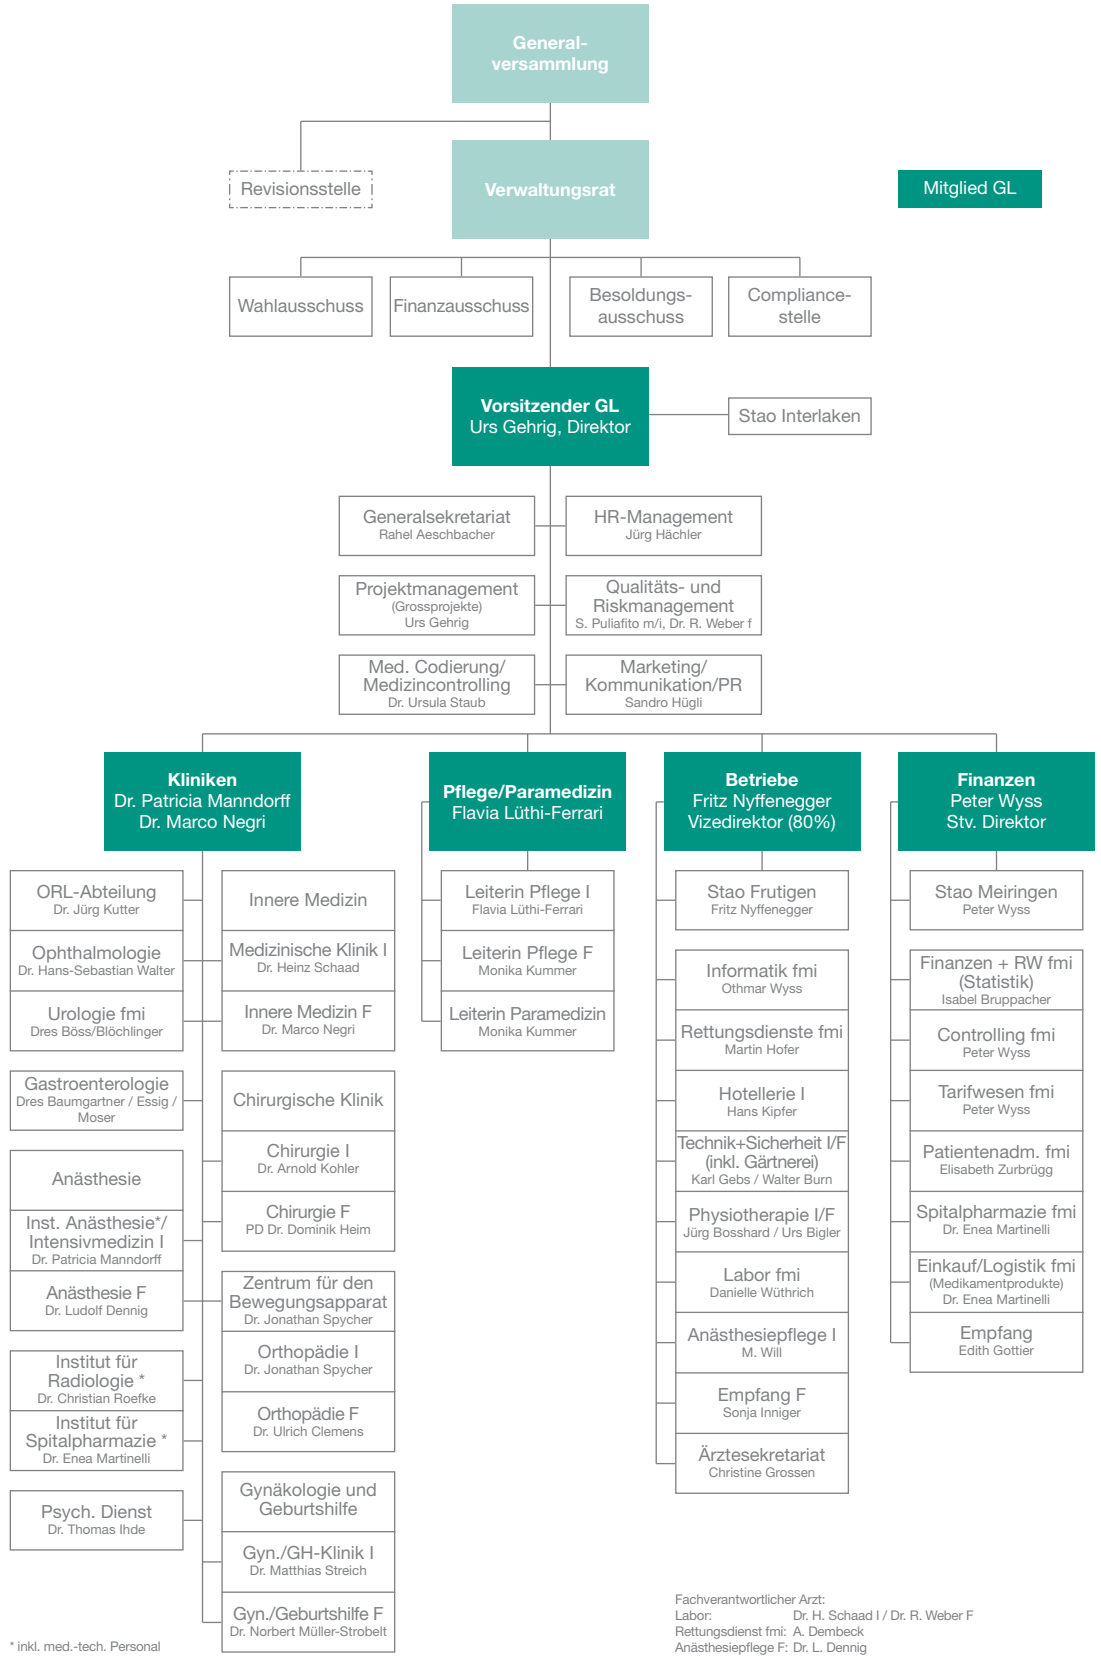 General-
versammlung
Revisionsstelle
Verwaltungsrat
Mitglied GL
Wahlausschuss
Finanzausschuss
Besoldungs-
ausschuss
Compliance-
stelle
Vorsitzender GL
Urs Gehrig, Direktor
Stao Interlaken
Generalsekretariat
Rahel Aeschbacher
HR-Management
Jürg Hächler
Projektmanagement
(Grossprojekte)
Urs Gehrig
Qualitäts- und
Riskmanagement
S. Puliafito m/i, Dr. R. Weber f
Med. Codierung/
Medizincontrolling
Dr. Ursula Staub
Marketing/
Kommunikation/PR
Sandro Hügli
Kliniken
Dr. Patricia Manndorff
Dr. Marco Negri
Pflege/Paramedizin
Flavia Lüthi-Ferrari
Betriebe
Fritz Nyffenegger
Vizedirektor (80%)
Finanzen
Peter Wyss
Stv. Direktor
ORL-Abteilung
Dr. Jürg Kutter
Ophthalmologie
Dr. Hans-Sebastian Walter
Urologie fmi
Dres Böss/Blöchlinger
Gastroenterologie
Dres Baumgartner / Essig /
Moser
Anästhesie
Inst. Anästhesie*/
Intensivmedizin I
Dr. Patricia Manndorff
Anästhesie F
Dr. Ludolf Dennig
Institut für
Radiologie *
Dr. Christian Roefke
Institut für
Spitalpharmazie *
Dr. Enea Martinelli
Psych. Dienst
Dr. Thomas Ihde
Innere Medizin
Medizinische Klinik I
Dr. Heinz Schaad
Innere Medizin F
Dr. Marco Negri
Chirurgische Klinik
Chirurgie I
Dr. Arnold Kohler
Chirurgie F
PD Dr. Dominik Heim
Zentrum für den
Bewegungsapparat
Dr. Jonathan Spycher
Orthopädie I
Dr. Jonathan Spycher
Orthopädie F
Dr. Ulrich Clemens
Gynäkologie und
Geburtshilfe
Gyn./GH-Klinik I
Dr. Matthias Streich
Gyn./Geburtshilfe F
Dr. Norbert Müller-Strobelt
Leiterin Pflege I
Flavia Lüthi-Ferrari
Leiterin Pflege F
Monika Kummer
Leiterin Paramedizin
Monika Kummer
Stao Frutigen
Fritz Nyffenegger
Informatik fmi
Othmar Wyss
Rettungsdienste fmi
Martin Hofer
Hotellerie I
Hans Kipfer
Technik+Sicherheit I/F
(inkl. Gärtnerei)
Karl Gebs / Walter Burn
Physiotherapie I/F
Jürg Bosshard / Urs Bigler
Labor fmi
Danielle Wüthrich
Anästhesiepflege I
M. Will
Empfang F
Sonja Inniger
Ärztesekretariat
Christine Grossen
Stao Meiringen
Peter Wyss
Finanzen + RW fmi
(Statistik)
Isabel Bruppacher
Controlling fmi
Peter Wyss
Tarifwesen fmi
Peter Wyss
Patientenadm. fmi
Elisabeth Zurbrügg
Spitalpharmazie fmi
Dr. Enea Martinelli
Einkauf/Logistik fmi
(Medikamentprodukte)
Dr. Enea Martinelli
Empfang
Edith Gottier
* inkl. med.-tech. Personal
Fachverantwortlicher Arzt:
Labor: Dr. H. Schaad I / Dr. R. Weber F
Rettungsdienst fmi: A. Dembeck
Anästhesiepflege F: Dr. L. Dennig